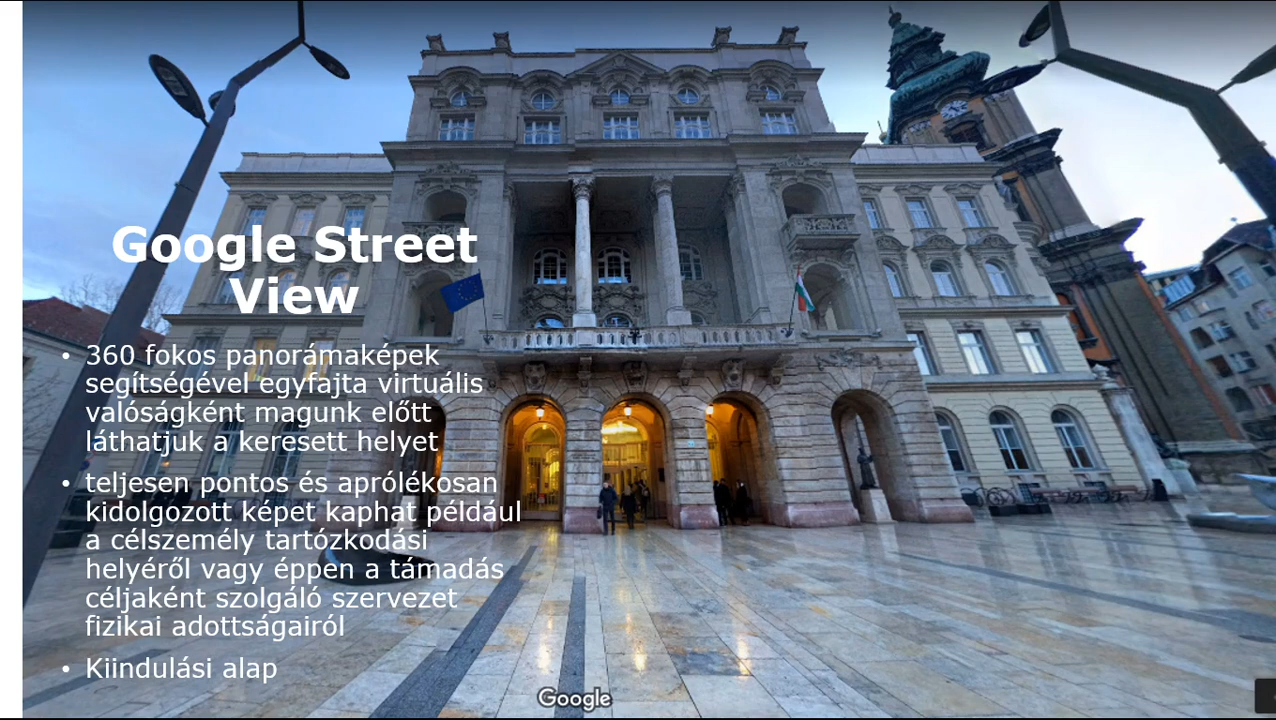 Google Street
View
• 360 fokos panorámaképek
segítségével egyfajta virtuális
valóságként magunk előtt
láthatjuk a keresett helyet
• teljesen pontos és aprólékosan
kidolgozott képet kaphat például
a célszemély tartózkodási
helyéről vagy éppen a támadás
céljaként szolgáló szervezet
fizikai adottságairól
• Kiindulási alap
Google